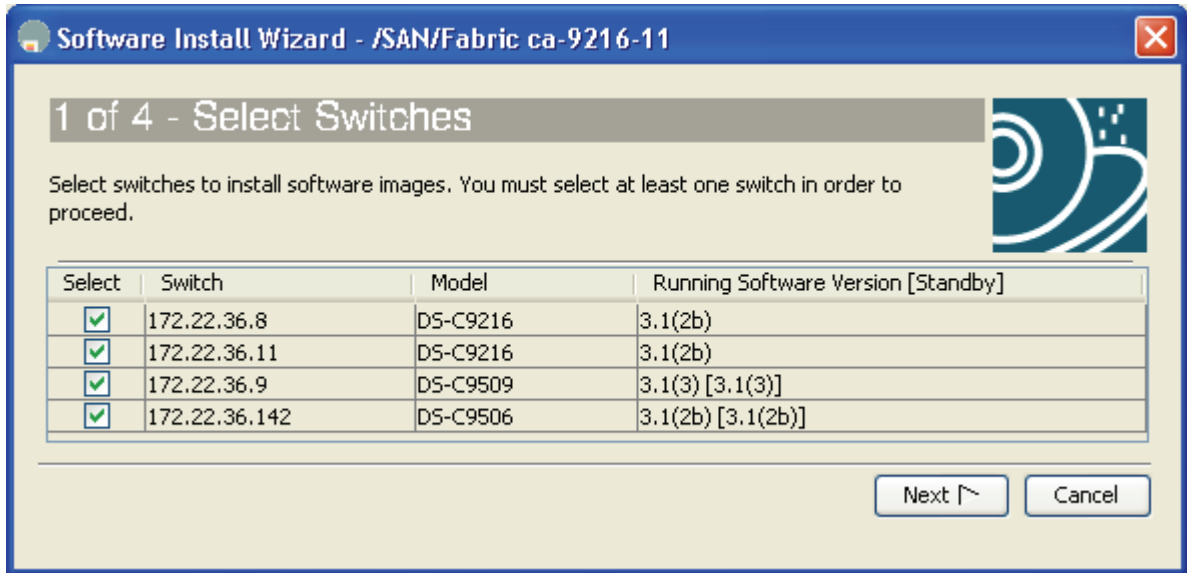 Software Install Wizard - /SAN/Fabric ca-9216-11
1 of 4 - Select Switches
Select switches to install software images. You must select at least one switch in order to
proceed.
Select Switch Model Running Software Version [Standby]
172.22.36.8 DS-C9216 3.1(2b)
172.22.36.11 DS-C9216 3.1(2b)
172.22.36.9 DS-C9509 3.1(3) [3.1(3)]
172.22.36.142 DS-C9506 3.1(2b) [3.1(2b)]
Next Cancel